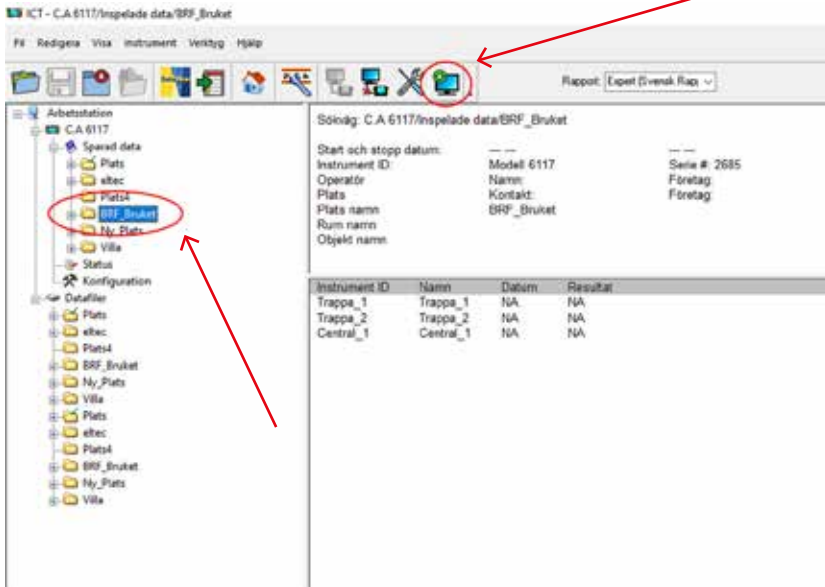 ICT - C.A 6117/Inspelade data/BRF_Bruket
Fil Redigera Visa Instrument Verktyg Hjälp
Rapport: Expert (Svensk Rapp
Arbetsstation
C.A 6117
Sparad data
Plats
eltec
Plats4
BRF_Bruket
Ny_Plats
Villa
Status
Konfiguration
Datafiler
Plats
eltec
Plats4
BRF_Bruket
Ny_Plats
Villa
Plats
eltec
Plats4
BRF_Bruket
Ny_Plats
Villa
Sökväg: C.A 6117/Inspelade data/BRF_Bruket
Start och stopp datum: --- --- --- ---
Instrument ID: Modell 6117 Serie #: 2685
Operatör Namn: Företag:
Plats Kontakt: Företag:
Plats namn BRF_Bruket
Rum namn
Objekt namn
Instrument ID Namn Datum Resultat
Trappa_1 Trappa_1 NA NA
Trappa_2 Trappa_2 NA NA
Central_1 Central_1 NA NA